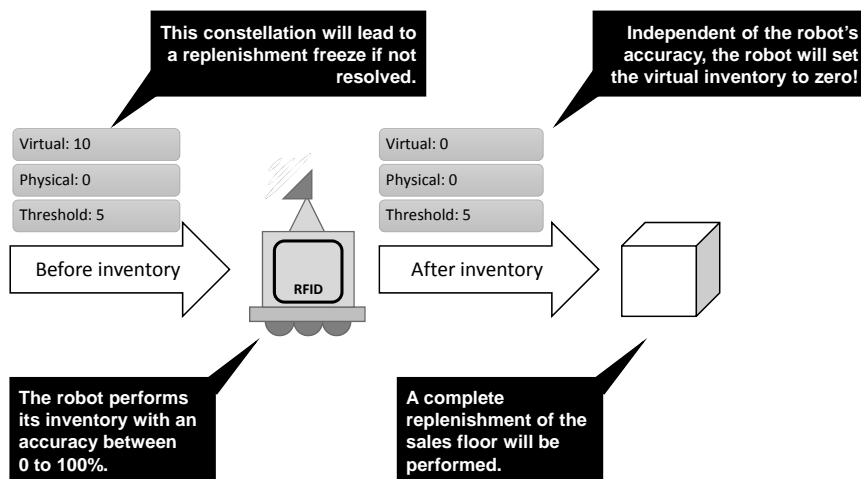 This constellation will lead to
a replenishment freeze if not
resolved.
Independent of the robot's
accuracy, the robot will set
the virtual inventory to zero!
Virtual: 10
Physical: 0
Threshold: 5
Virtual: 0
Physical: 0
Threshold: 5
Before inventory
RFID
After inventory
The robot performs
its inventory with an
accuracy between
0 to 100%.
A complete
replenishment of the
sales floor will be
performed.